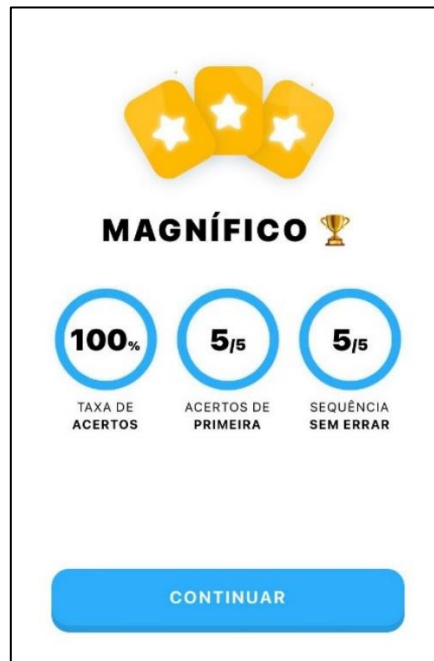 MAGNÍFICO 🏆
100%
5/5
5/5
TAXA DE
ACERTOS
ACERTOS DE
PRIMEIRA
SEQUÊNCIA
SEM ERRAR
CONTINUAR